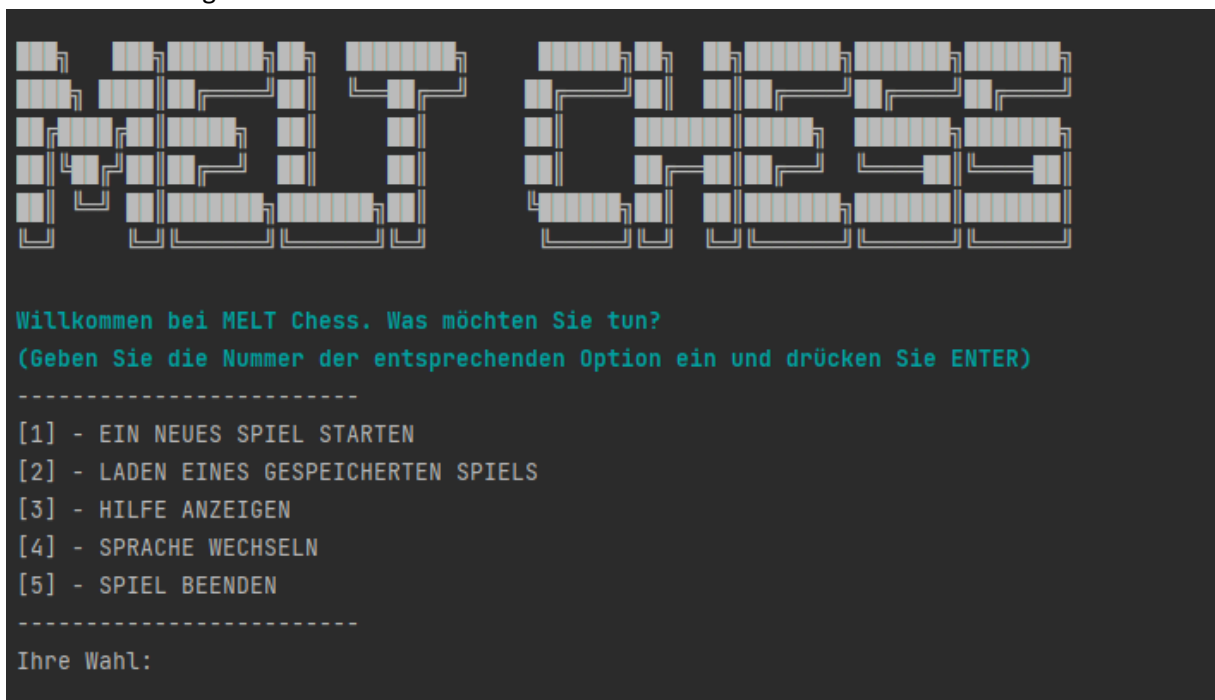 MELT CHESS
Willkommen bei MELT Chess. Was möchten Sie tun?
(Geben Sie die Nummer der entsprechenden Option ein und drücken Sie ENTER)
-------------------------
[1] - EIN NEUES SPIEL STARTEN
[2] - LADEN EINES GESPEICHERTEN SPIELS
[3] - HILFE ANZEIGEN
[4] - SPRACHE WECHSELN
[5] - SPIEL BEENDEN
-------------------------
Ihre Wahl: